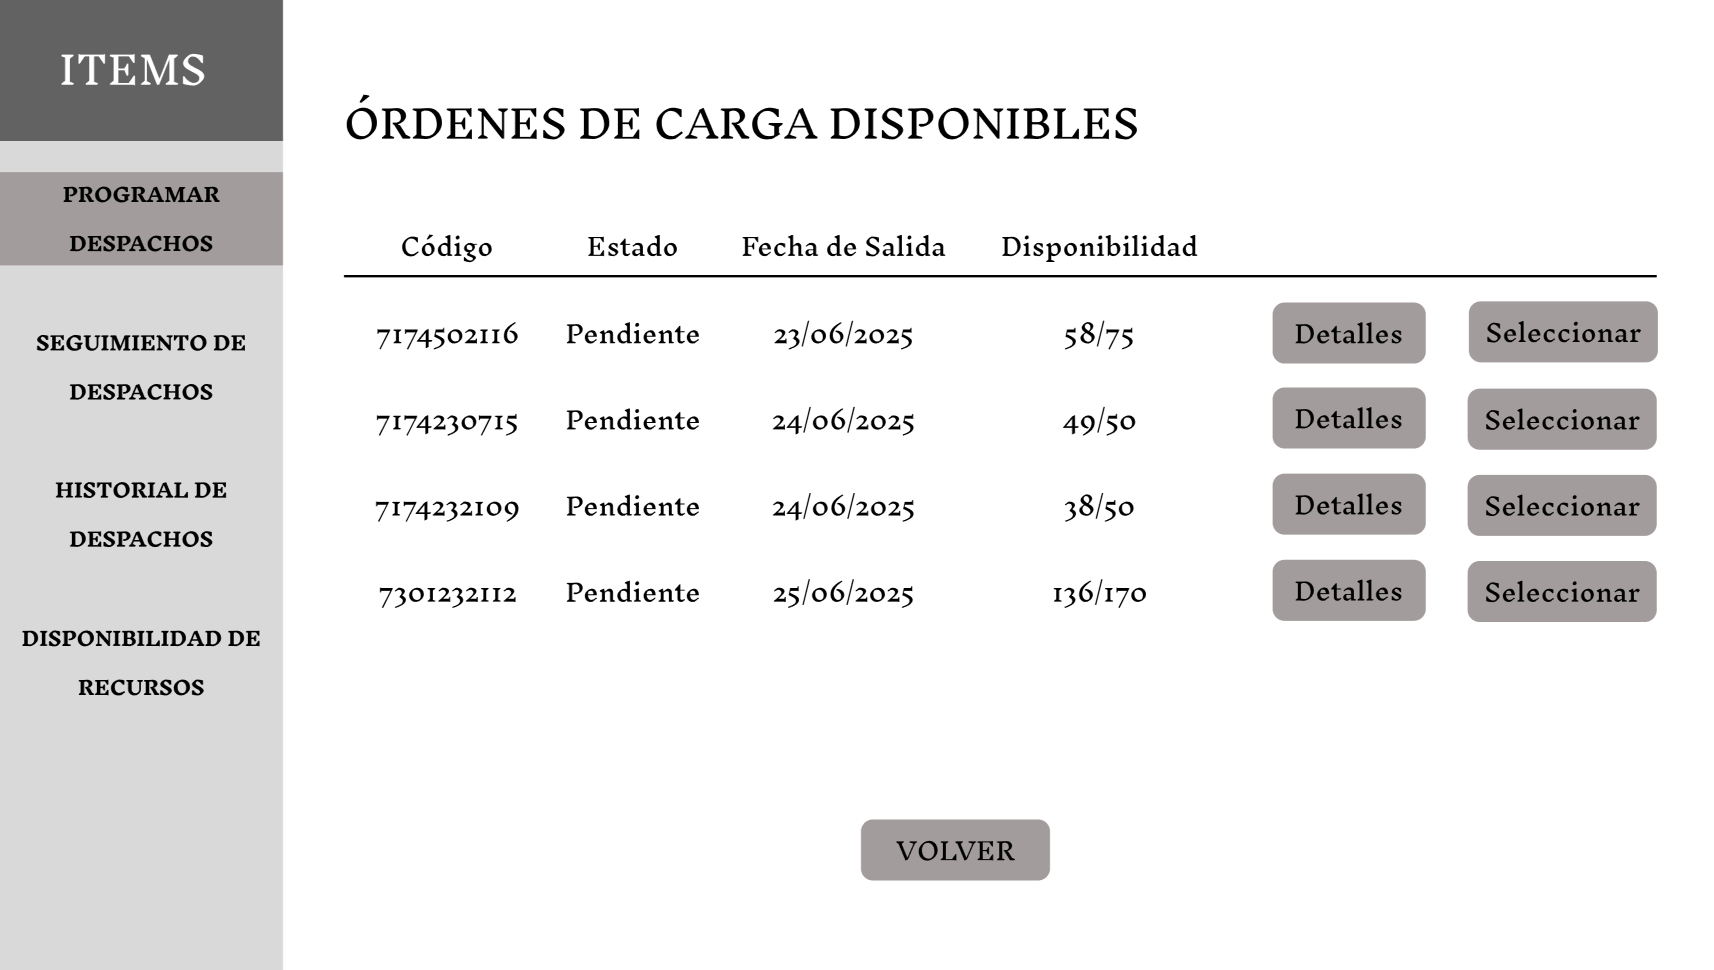 ITEMS
PROGRAMAR
DESPACHOS
SEGUIMIENTO DE
DESPACHOS
HISTORIAL DE
DESPACHOS
DISPONIBILIDAD DE
RECURSOS
ÓRDENES DE CARGA DISPONIBLES
Código Estado Fecha de Salida Disponibilidad
7174502116 Pendiente 23/06/2025 58/75 Detalles Seleccionar
7174230715 Pendiente 24/06/2025 49/50 Detalles Seleccionar
7174232109 Pendiente 24/06/2025 38/50 Detalles Seleccionar
7301232112 Pendiente 25/06/2025 136/170 Detalles Seleccionar
VOLVER